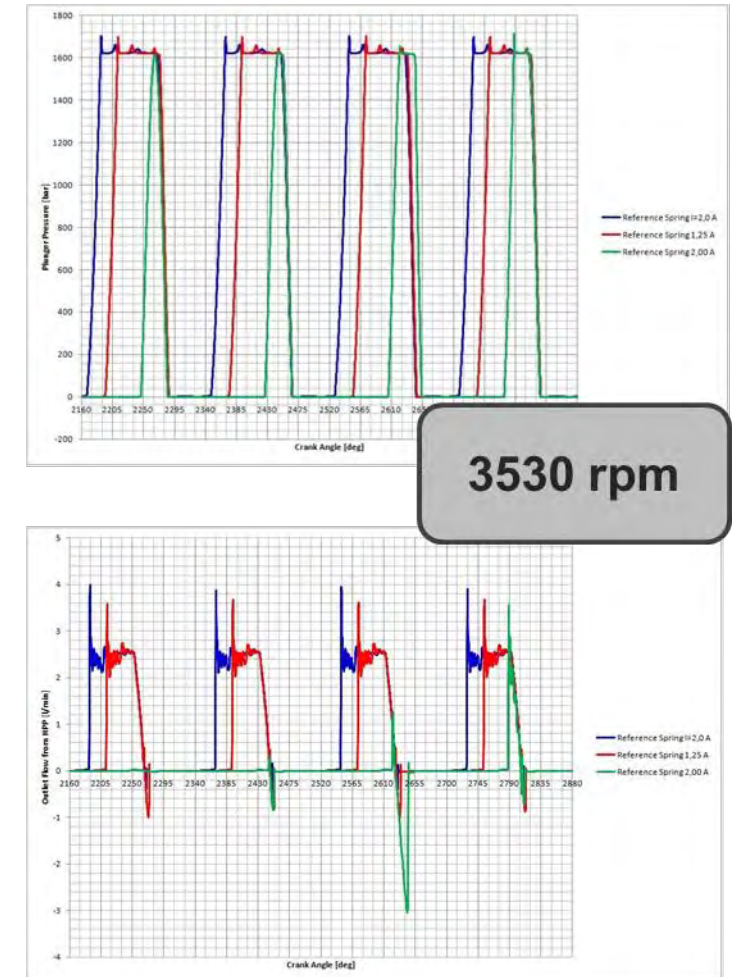 1800
1600
1400
1200
1000
800
600
400
200
0
-200
Plunger Pressure [bar]
2160 2205 2250 2295 2340 2385 2430 2475 2520 2565 2610
Crank Angle [deg]
Reference Spring I=2,0 A
Reference Spring 1,25 A
Reference Spring 2,00 A
3530 rpm
5
4
3
2
1
0
-1
-2
-3
-4
Outlet Flow from HPP [l/min]
2160 2205 2250 2295 2340 2385 2430 2475 2520 2565 2610 2655 2700 2745 2790 2835 2880
Crank Angle [deg]
Reference Spring I=2,0 A
Reference Spring 1,25 A
Reference Spring 2,00 A